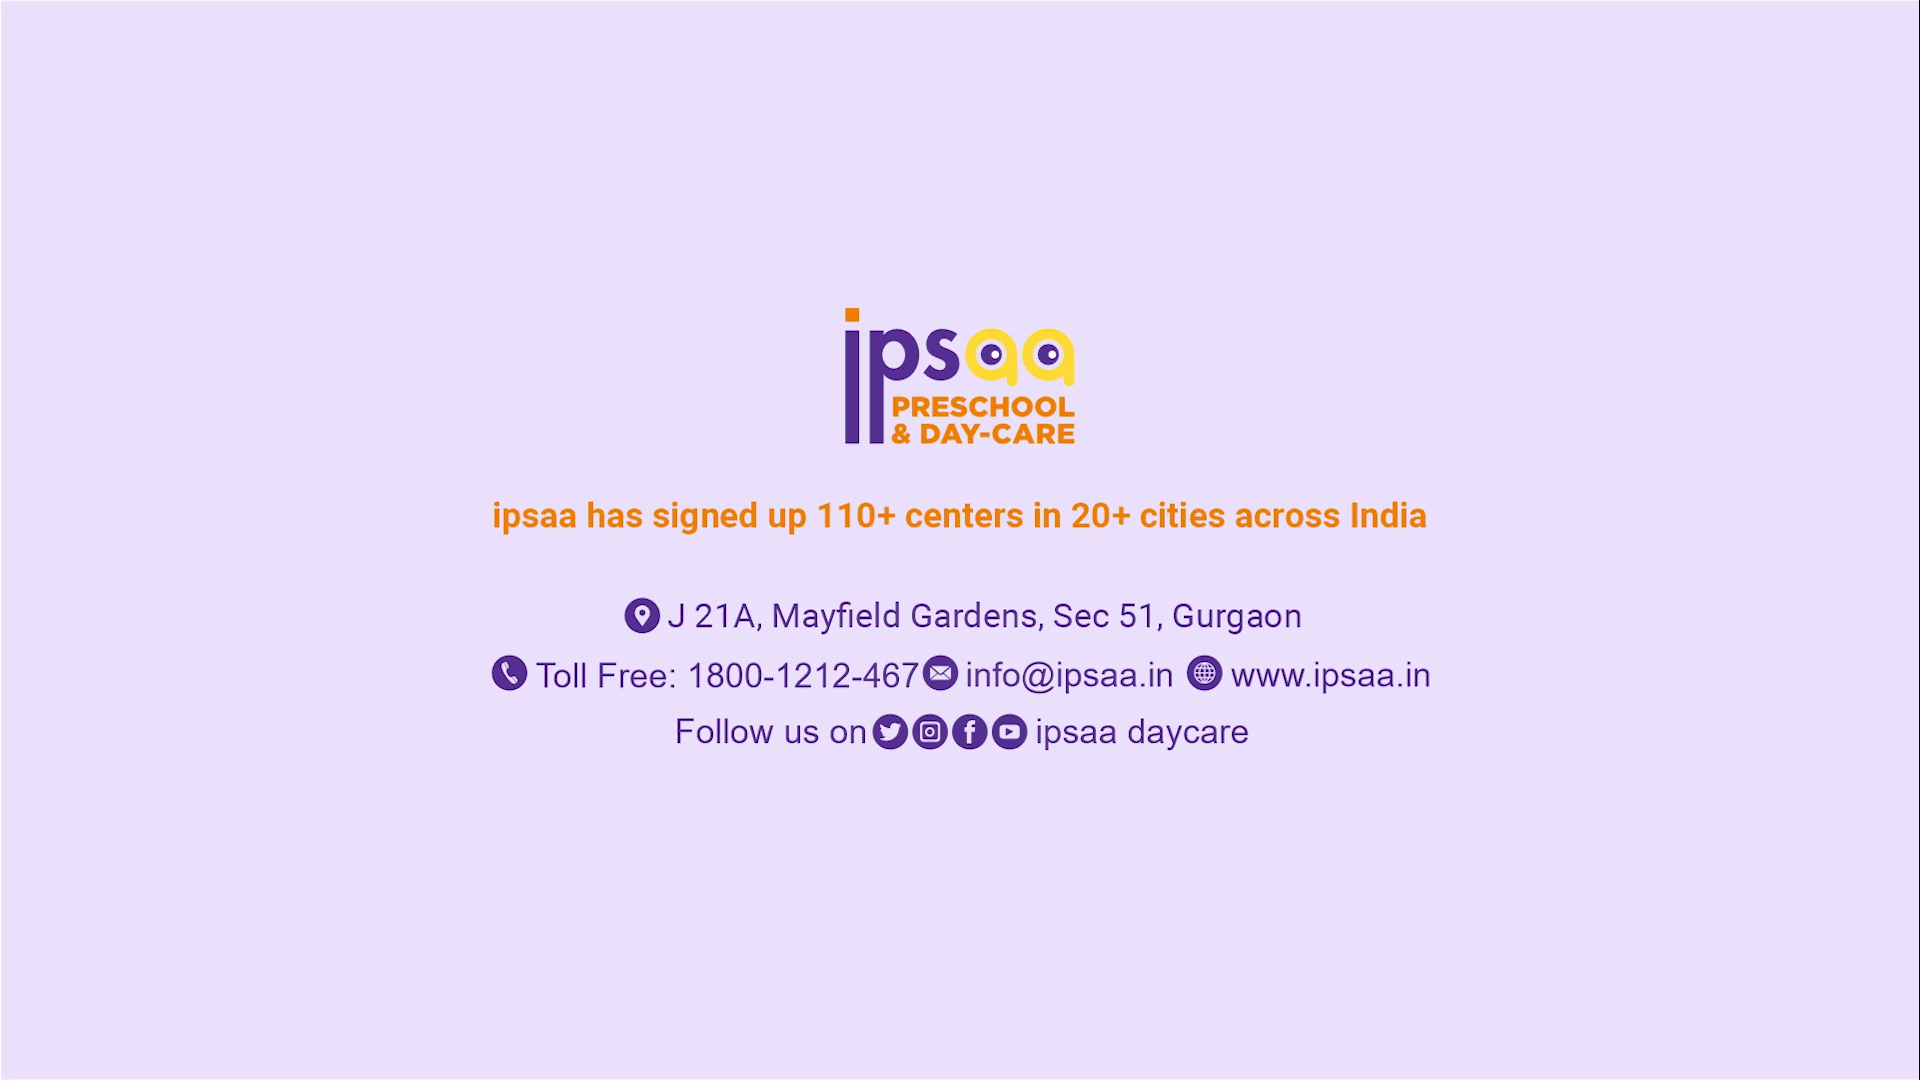 ipsaa
PRESCHOOL
& DAY-CARE
ipsaa has signed up 110+ centers in 20+ cities across India
J 21A, Mayfield Gardens, Sec 51, Gurgaon
Toll Free: 1800-1212-467 info@ipsaa.in www.ipsaa.in
Follow us on ipsaa daycare